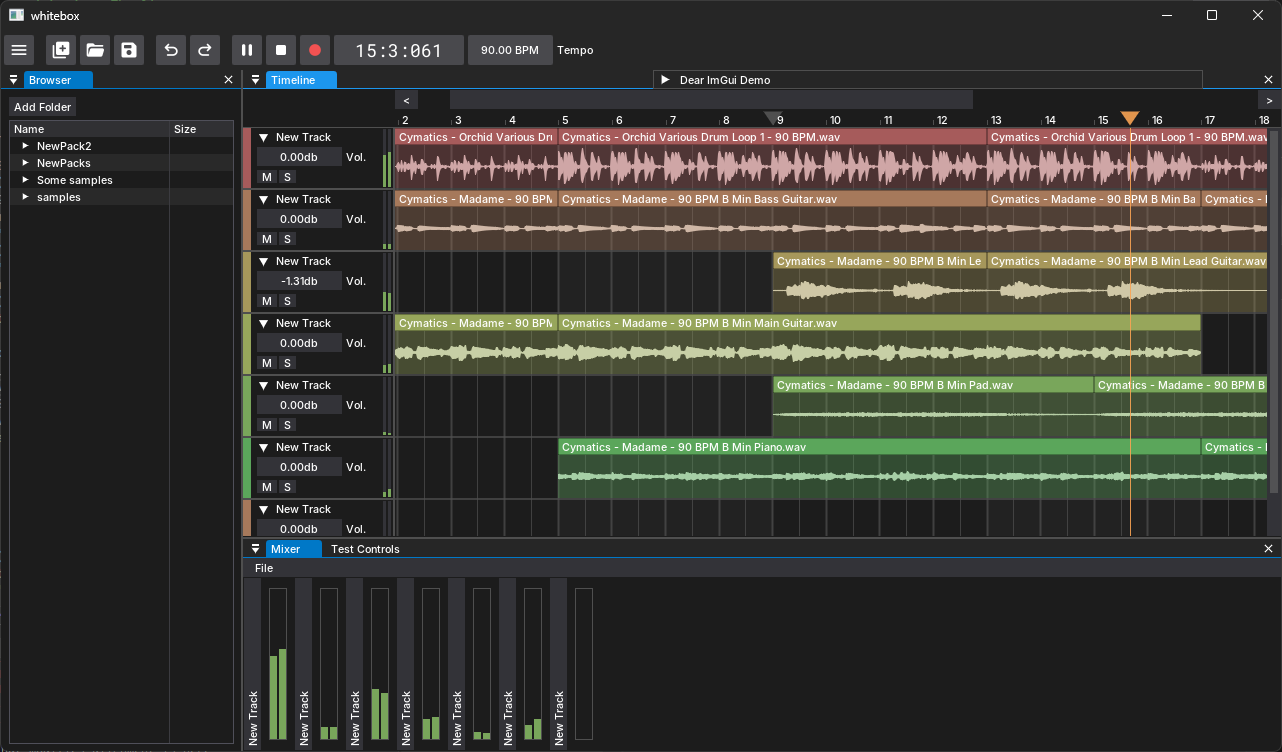 whitebox
15:3:061
90.00 BPM
Tempo
Browser
Timeline
Dear ImGui Demo
Add Folder
< >
Name Size
NewPack2
NewPacks
Some samples
samples
2 3 4 5 6 7 8 9 10 11 12 13 14 15 16 17 18
New Track
0.00db Vol.
M S
Cymatics - Orchid Various Dr
Cymatics - Orchid Various Drum Loop 1 - 90 BPM.wav
Cymatics - Orchid Various Drum Loop 1 - 90 BPM.wav
New Track
0.00db Vol.
M S
Cymatics - Madame - 90 BPM
Cymatics - Madame - 90 BPM B Min Bass Guitar.wav
Cymatics - Madame - 90 BPM B Min Ba
Cymatics -
New Track
-1.31db Vol.
M S
Cymatics - Madame - 90 BPM B Min Le
Cymatics - Madame - 90 BPM B Min Lead Guitar.wav
New Track
0.00db Vol.
M S
Cymatics - Madame - 90 BPM
Cymatics - Madame - 90 BPM B Min Main Guitar.wav
New Track
0.00db Vol.
M S
Cymatics - Madame - 90 BPM B Min Pad.wav
Cymatics - Madame - 90 BPM B
New Track
0.00db Vol.
M S
Cymatics - Madame - 90 BPM B Min Piano.wav
Cymatics -
New Track
0.00db Vol.
Mixer
Test Controls
File
New Track
New Track
New Track
New Track
New Track
New Track
New Track